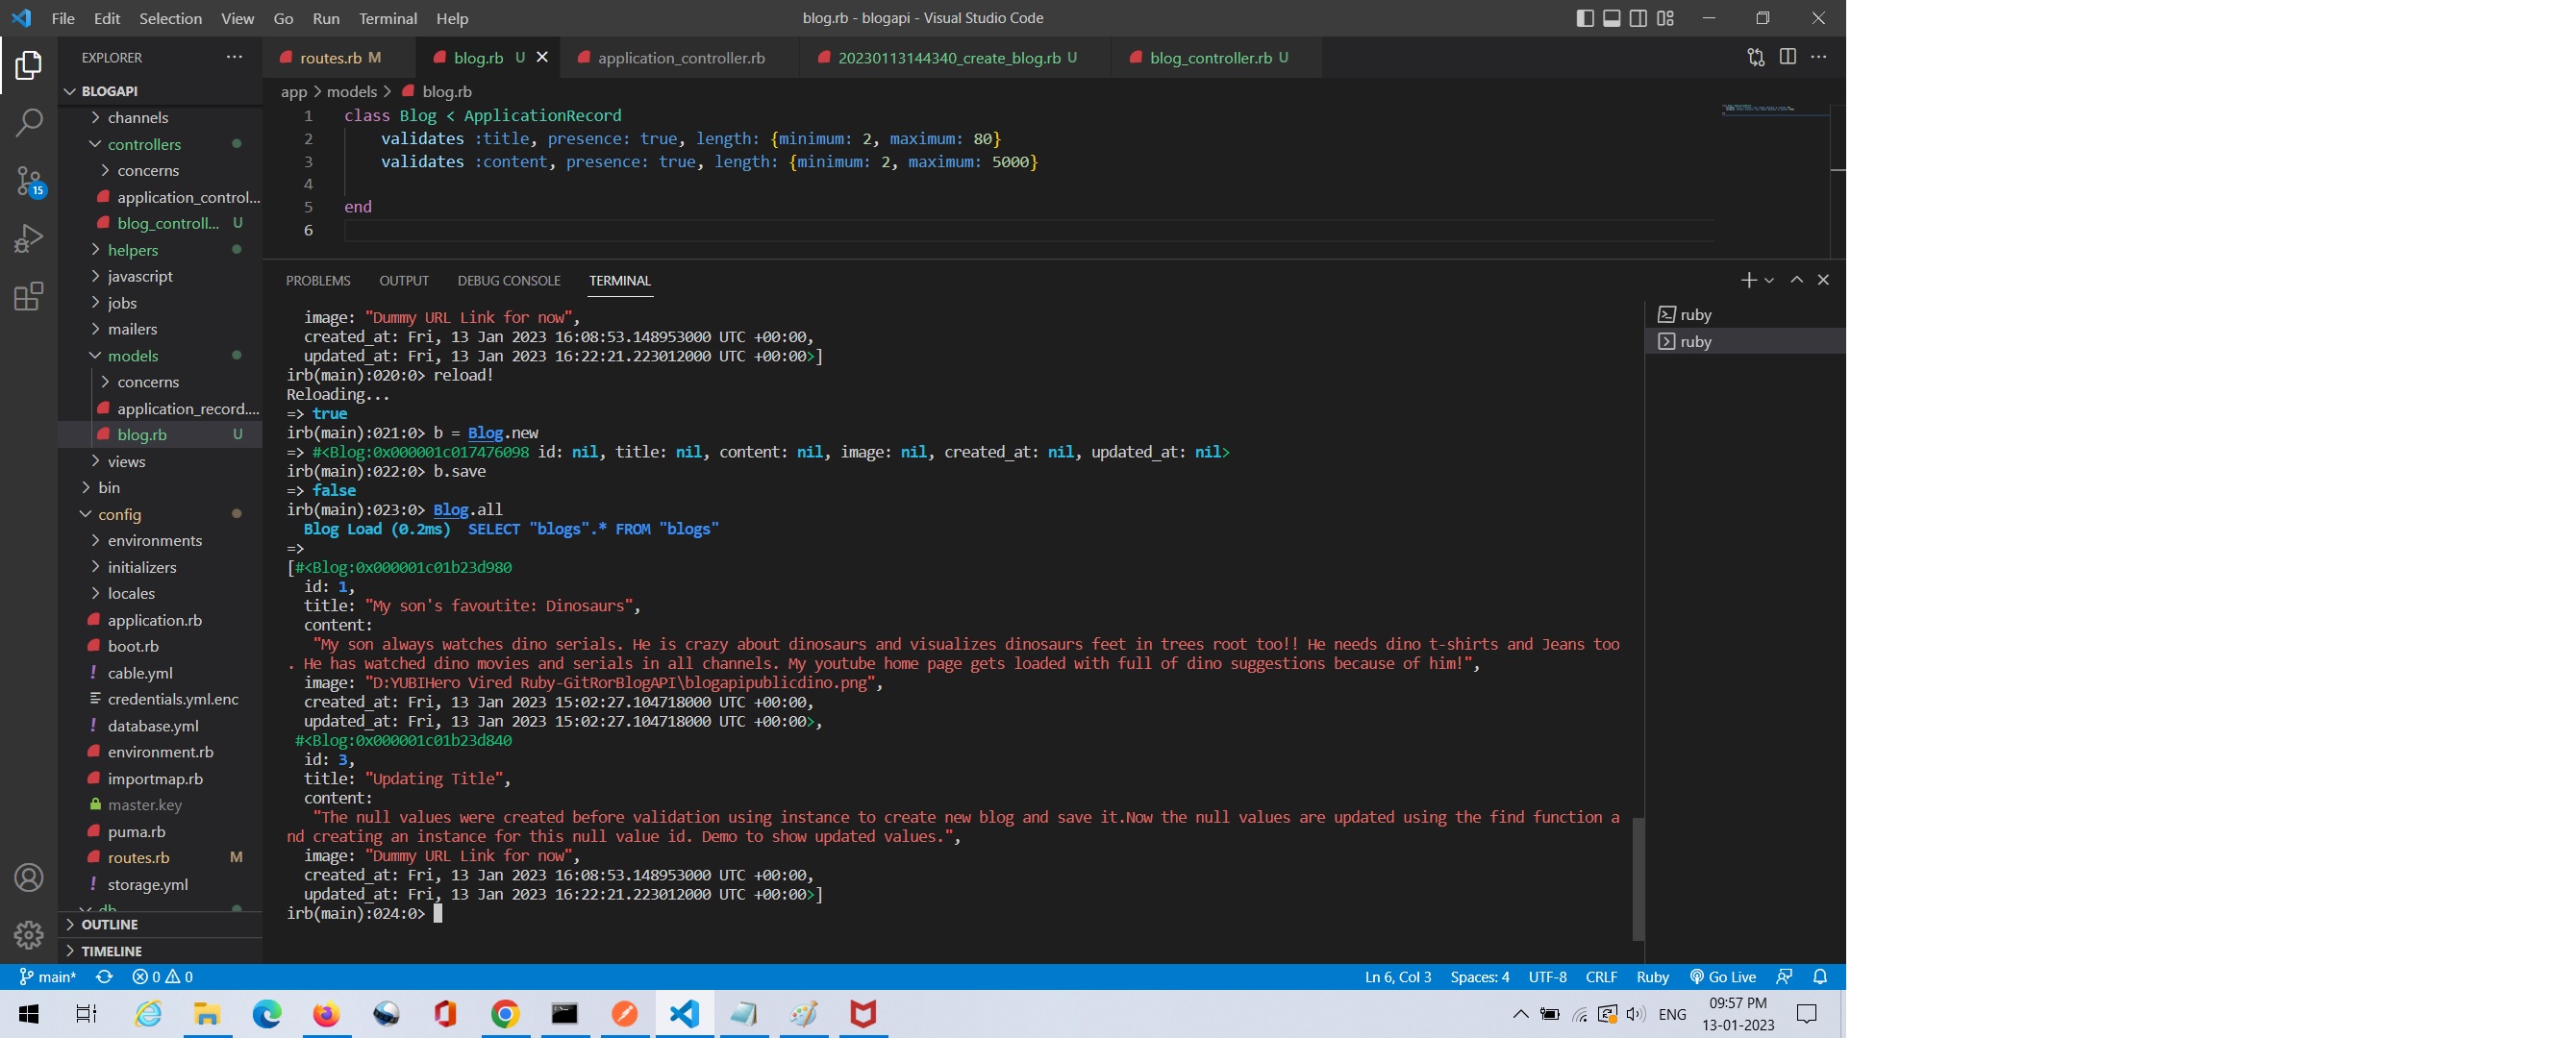 File Edit Selection View Go Run Terminal Help blog.rb - blogapi - Visual Studio Code
EXPLORER ···
routes.rb M blog.rb U application_controller.rb 20230113144340_create_blog.rb U blog_controller.rb U
BLOGAPI
channels
controllers
concerns
application_control...
blog_controll... U
helpers
javascript
jobs
mailers
models
concerns
application_record....
blog.rb U
views
bin
config
environments
initializers
locales
application.rb
boot.rb
cable.yml
credentials.yml.enc
database.yml
environment.rb
importmap.rb
master.key
puma.rb
routes.rb M
storage.yml
db
OUTLINE
TIMELINE
15
app > models > blog.rb
1 class Blog < ApplicationRecord
2 validates :title, presence: true, length: {minimum: 2, maximum: 80}
3 validates :content, presence: true, length: {minimum: 2, maximum: 5000}
4
5 end
6
PROBLEMS OUTPUT DEBUG CONSOLE TERMINAL
ruby
ruby
image: "Dummy URL Link for now",
created_at: Fri, 13 Jan 2023 16:08:53.148953000 UTC +00:00,
updated_at: Fri, 13 Jan 2023 16:22:21.223012000 UTC +00:00>]
irb(main):020:0> reload!
Reloading...
=> true
irb(main):021:0> b = Blog.new
=> #<Blog:0x000001c017476098 id: nil, title: nil, content: nil, image: nil, created_at: nil, updated_at: nil>
irb(main):022:0> b.save
=> false
irb(main):023:0> Blog.all
Blog Load (0.2ms) SELECT "blogs".* FROM "blogs"
=>
[#<Blog:0x000001c01b23d980
id: 1,
title: "My son's favoutite: Dinosaurs",
content:
"My son always watches dino serials. He is crazy about dinosaurs and visualizes dinosaurs feet in trees root too!! He needs dino t-shirts and Jeans too
. He has watched dino movies and serials in all channels. My youtube home page gets loaded with full of dino suggestions because of him!",
image: "D:YUBIHero Vired Ruby-GitRorBlogAPI\blogapipublicdino.png",
created_at: Fri, 13 Jan 2023 15:02:27.104718000 UTC +00:00,
updated_at: Fri, 13 Jan 2023 15:02:27.104718000 UTC +00:00>,
#<Blog:0x000001c01b23d840
id: 3,
title: "Updating Title",
content:
"The null values were created before validation using instance to create new blog and save it.Now the null values are updated using the find function a
nd creating an instance for this null value id. Demo to show updated values.",
image: "Dummy URL Link for now",
created_at: Fri, 13 Jan 2023 16:08:53.148953000 UTC +00:00,
updated_at: Fri, 13 Jan 2023 16:22:21.223012000 UTC +00:00>]
irb(main):024:0>
main* 0 0 Ln 6, Col 3 Spaces: 4 UTF-8 CRLF Ruby Go Live
ENG
09:57 PM
13-01-2023